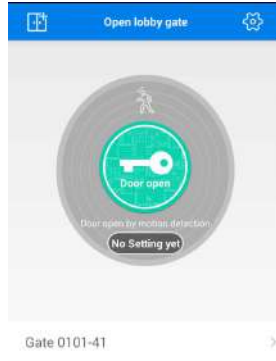 Open lobby gate
Door open
Door open by motion detection
No Setting yet
Gate 0101-41